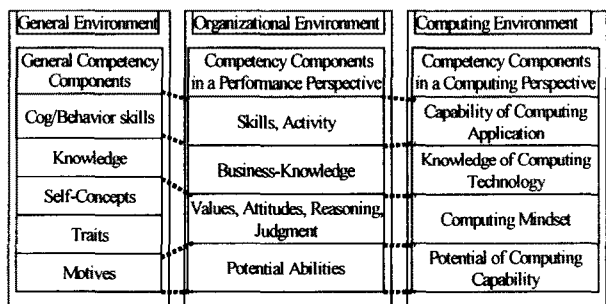 General Environment
General Competency
Components
Cog/Behavior skills
Knowledge
Self-Concepts
Traits
Motives
Organizational Environment
Competency Components
in a Performance Perspective
Skills, Activity
Business-Knowledge
Values, Attitudes, Reasoning,
Judgment
Potential Abilities
Computing Environment
Competency Components
in a Computing Perspective
Capability of Computing
Application
Knowledge of Computing
Technology
Computing Mindset
Potential of Computing
Capability